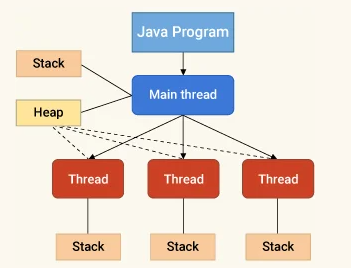 Java Program
Stack
Main thread
Heap
Thread
Thread
Thread
Stack
Stack
Stack